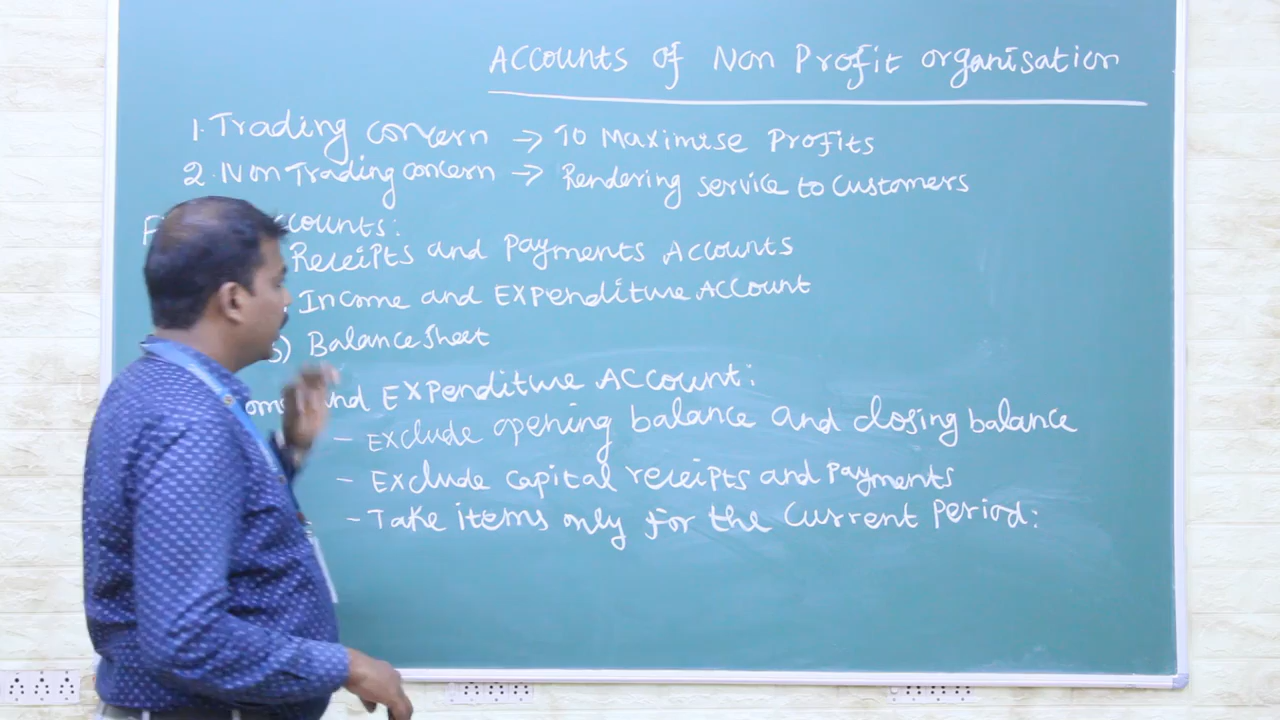 Accounts of Non Profit organisation
1. Trading concern → To Maximise Profits
2. Non Trading concern → Rendering service to Customers
ccounts:
Receipts and Payments Accounts
Income and Expenditure Account
3) Balance Sheet
and Expenditure Account:
- Exclude opening balance and closing balance
- Exclude capital receipts and Payments
- Take items only for the current Period: